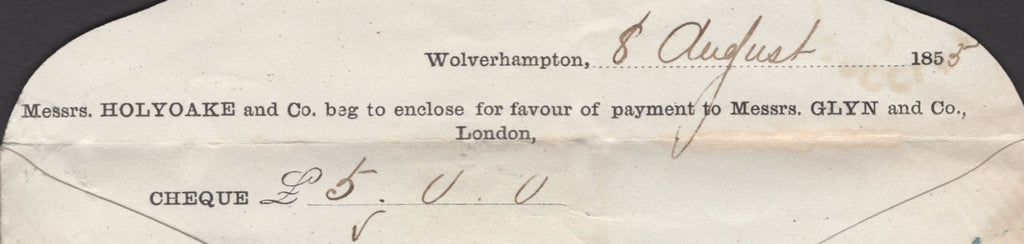 Wolverhampton, 8 August 1855
Messrs. HOLYOAKE and Co. beg to enclose for favour of payment to Messrs. GLYN and Co.,
London,
CHEQUE £ 5. 0. 0